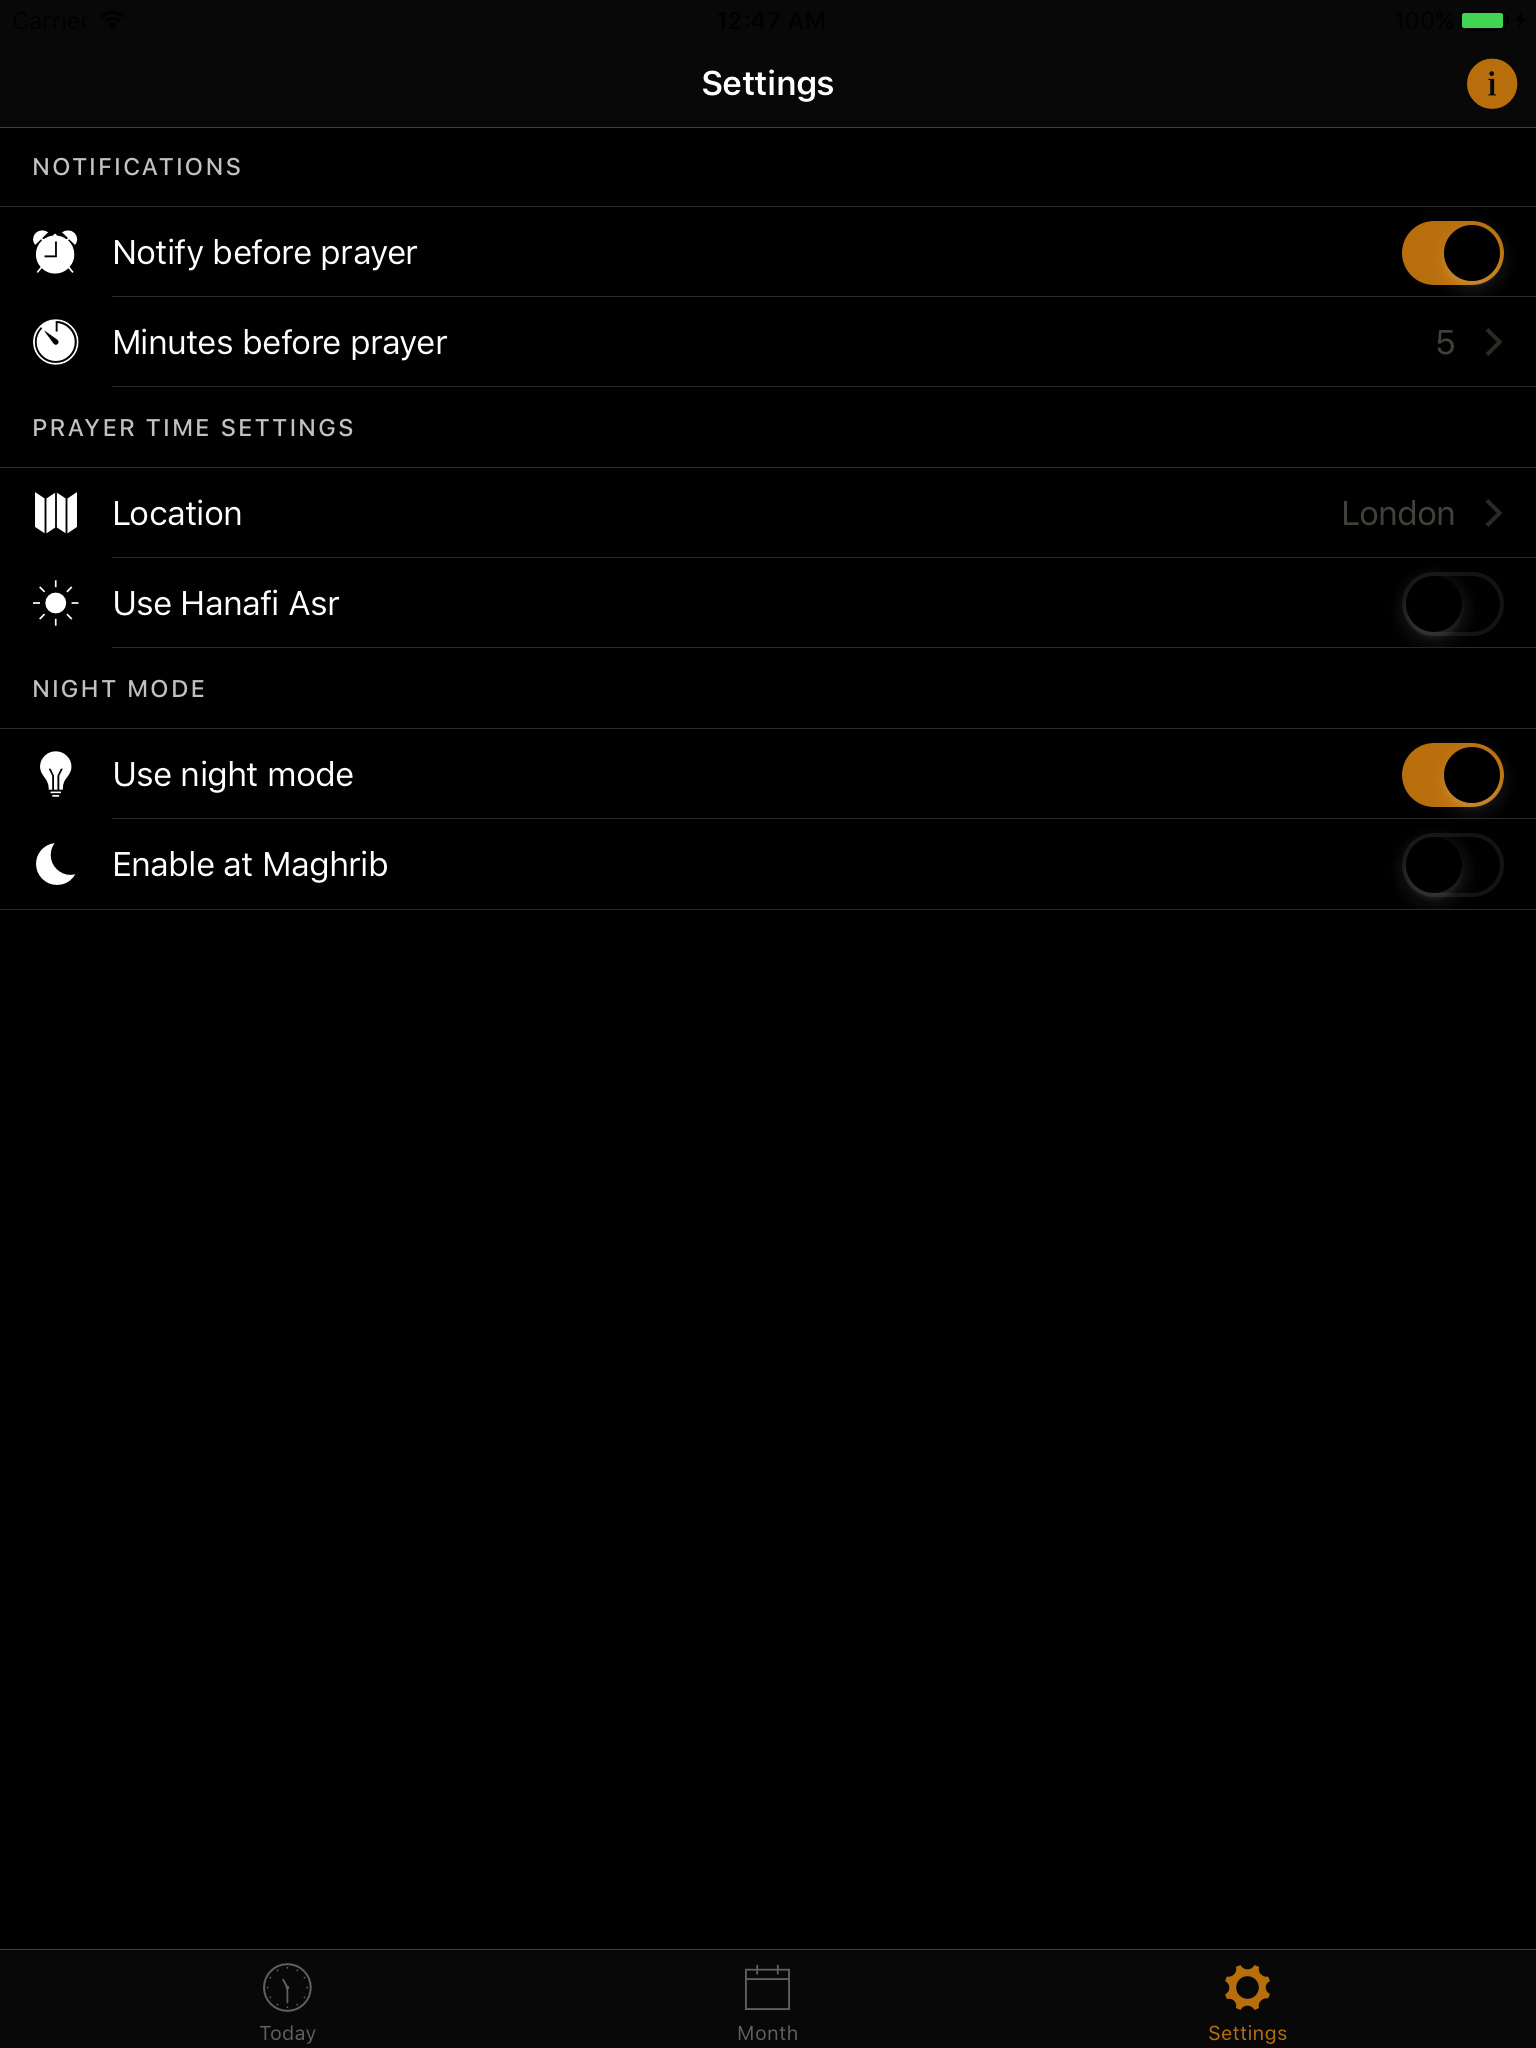 Carrier 12:47 AM 100%
Settings i
NOTIFICATIONS
Notify before prayer
Minutes before prayer 5
PRAYER TIME SETTINGS
Location London
Use Hanafi Asr
NIGHT MODE
Use night mode
Enable at Maghrib
Today Month Settings